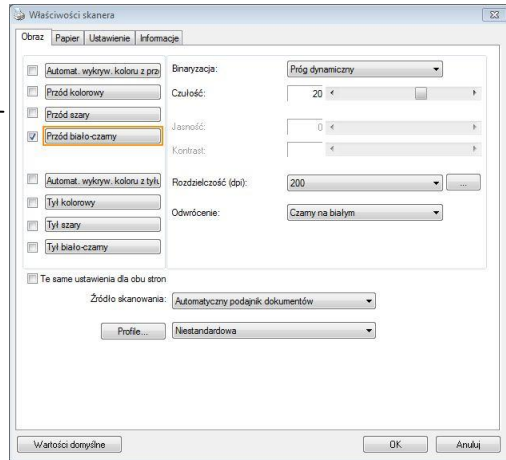 Właściwości skanera
Obraz Papier Ustawienie Informacje
Automat. wykryw. koloru z prze
Przód kolorowy
Przód szary
Przód biało-czarny
Automat. wykryw. koloru z tyłu
Tył kolorowy
Tył szary
Tył biało-czarny
Binaryzacja: Próg dynamiczny
Czułość: 20
Jasność: 0
Kontrast:
Rozdzielczość (dpi): 200 ...
Odwrócenie: Czarny na białym
Te same ustawienia dla obu stron
Źródło skanowania: Automatyczny podajnik dokumentów
Profile... Niestandardowa
Wartości domyślne OK Anuluj